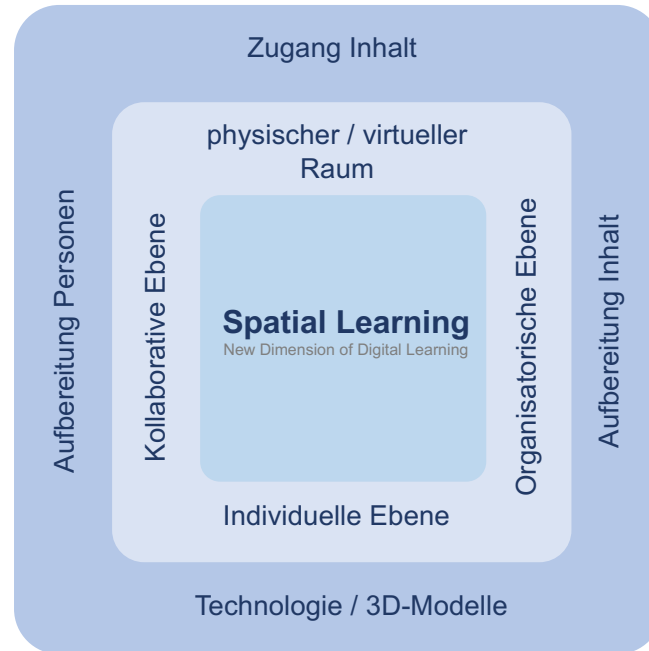 Zugang Inhalt
physischer / virtueller
Raum
Aufbereitung Personen
Kollaborative Ebene
Spatial Learning
New Dimension of Digital Learning
Organisatorische Ebene
Aufbereitung Inhalt
Individuelle Ebene
Technologie / 3D-Modelle